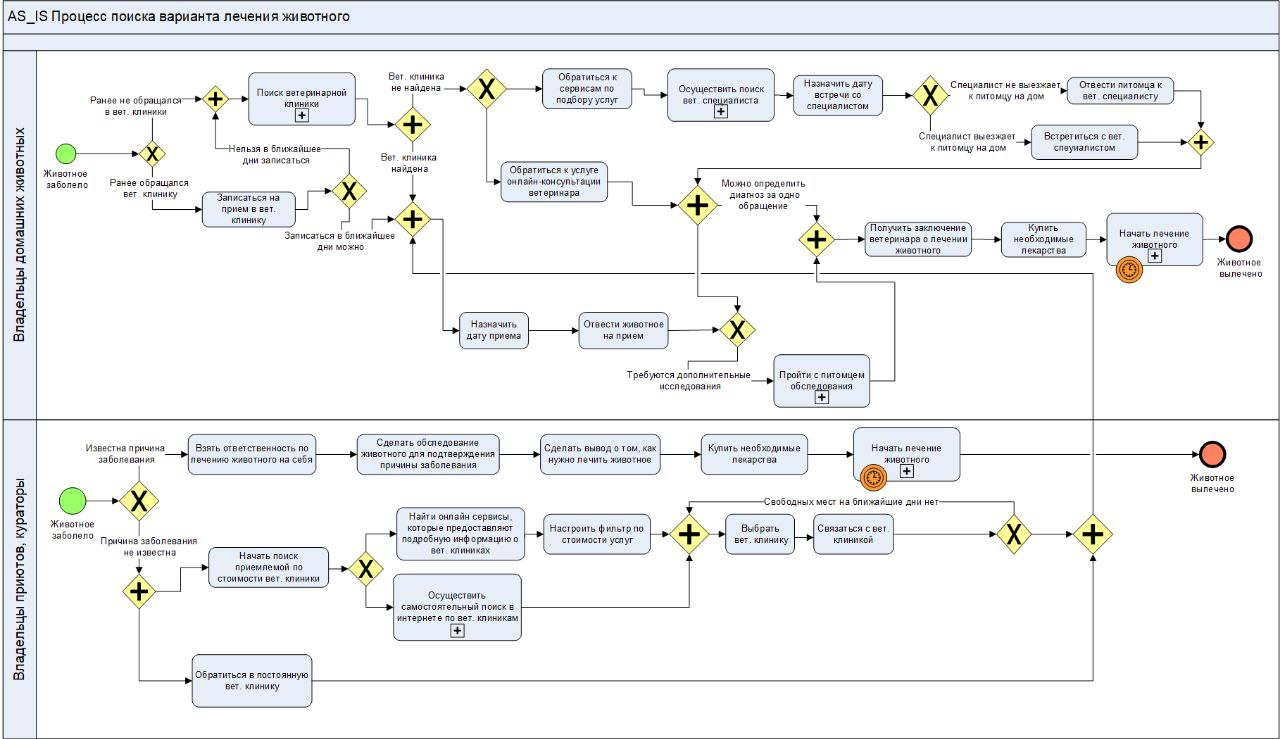 AS_IS Процесс поиска варианта лечения животного
Владельцы домашних животных
Животное
заболело
Ранее не обращался
в вет. клиники
Ранее обращался
вет. клинику
Поиск ветеринарной
клиники
Нельзя в ближайшее
дни записаться
Записаться на
прием в вет.
клинику
Записаться в ближайшее
дни можно
Вет. клиника
не найдена
Вет. клиника
найдена
Обратиться к
сервисам по
подбору услуг
Осуществить поиск
вет. специалиста
Назначить дату
встречи со
специалистом
Специалист не выезжает
к питомцу на дом
Отвести питомца к
вет. специалисту
Специалист выезжает
к питомцу на дом
Встретиться с вет.
спеуиалистом
Обратиться к услуге
онлайн-консультации
ветеринара
Можно определить
диагноз за одно
обращение
Получить заключение
ветеринара о лечении
животного
Купить
необходимые
лекарства
Начать лечение
животного
Животное
вылечено
Назначить
дату приема
Отвести животное
на прием
Требуются дополнительные
исследования
Пройти с питомцем
обследования
Владельцы приютов, кураторы
Животное
заболело
Известна причина
заболевания
Взять ответственность по
лечению животного на себя
Сделать обследование
животного для подтверждения
причины заболевания
Сделать вывод о том, как
нужно лечить животное
Купить необходимые
лекарства
Начать лечение
животного
Животное
вылечено
Причина заболевания
не известна
Начать поиск
приемлемой по
стоимости вет. клиники
Найти онлайн сервисы,
которые предоставляют
подробную информацию о
вет. клиниках
Настроить фильтр по
стоимости услуг
Свободных мест на ближайшие дни нет
Выбрать
вет. клинику
Связаться с вет.
клиникой
Осуществить
самостоятельный поиск в
интернете по вет. клиникам
Обратиться в постоянную
вет. клинику